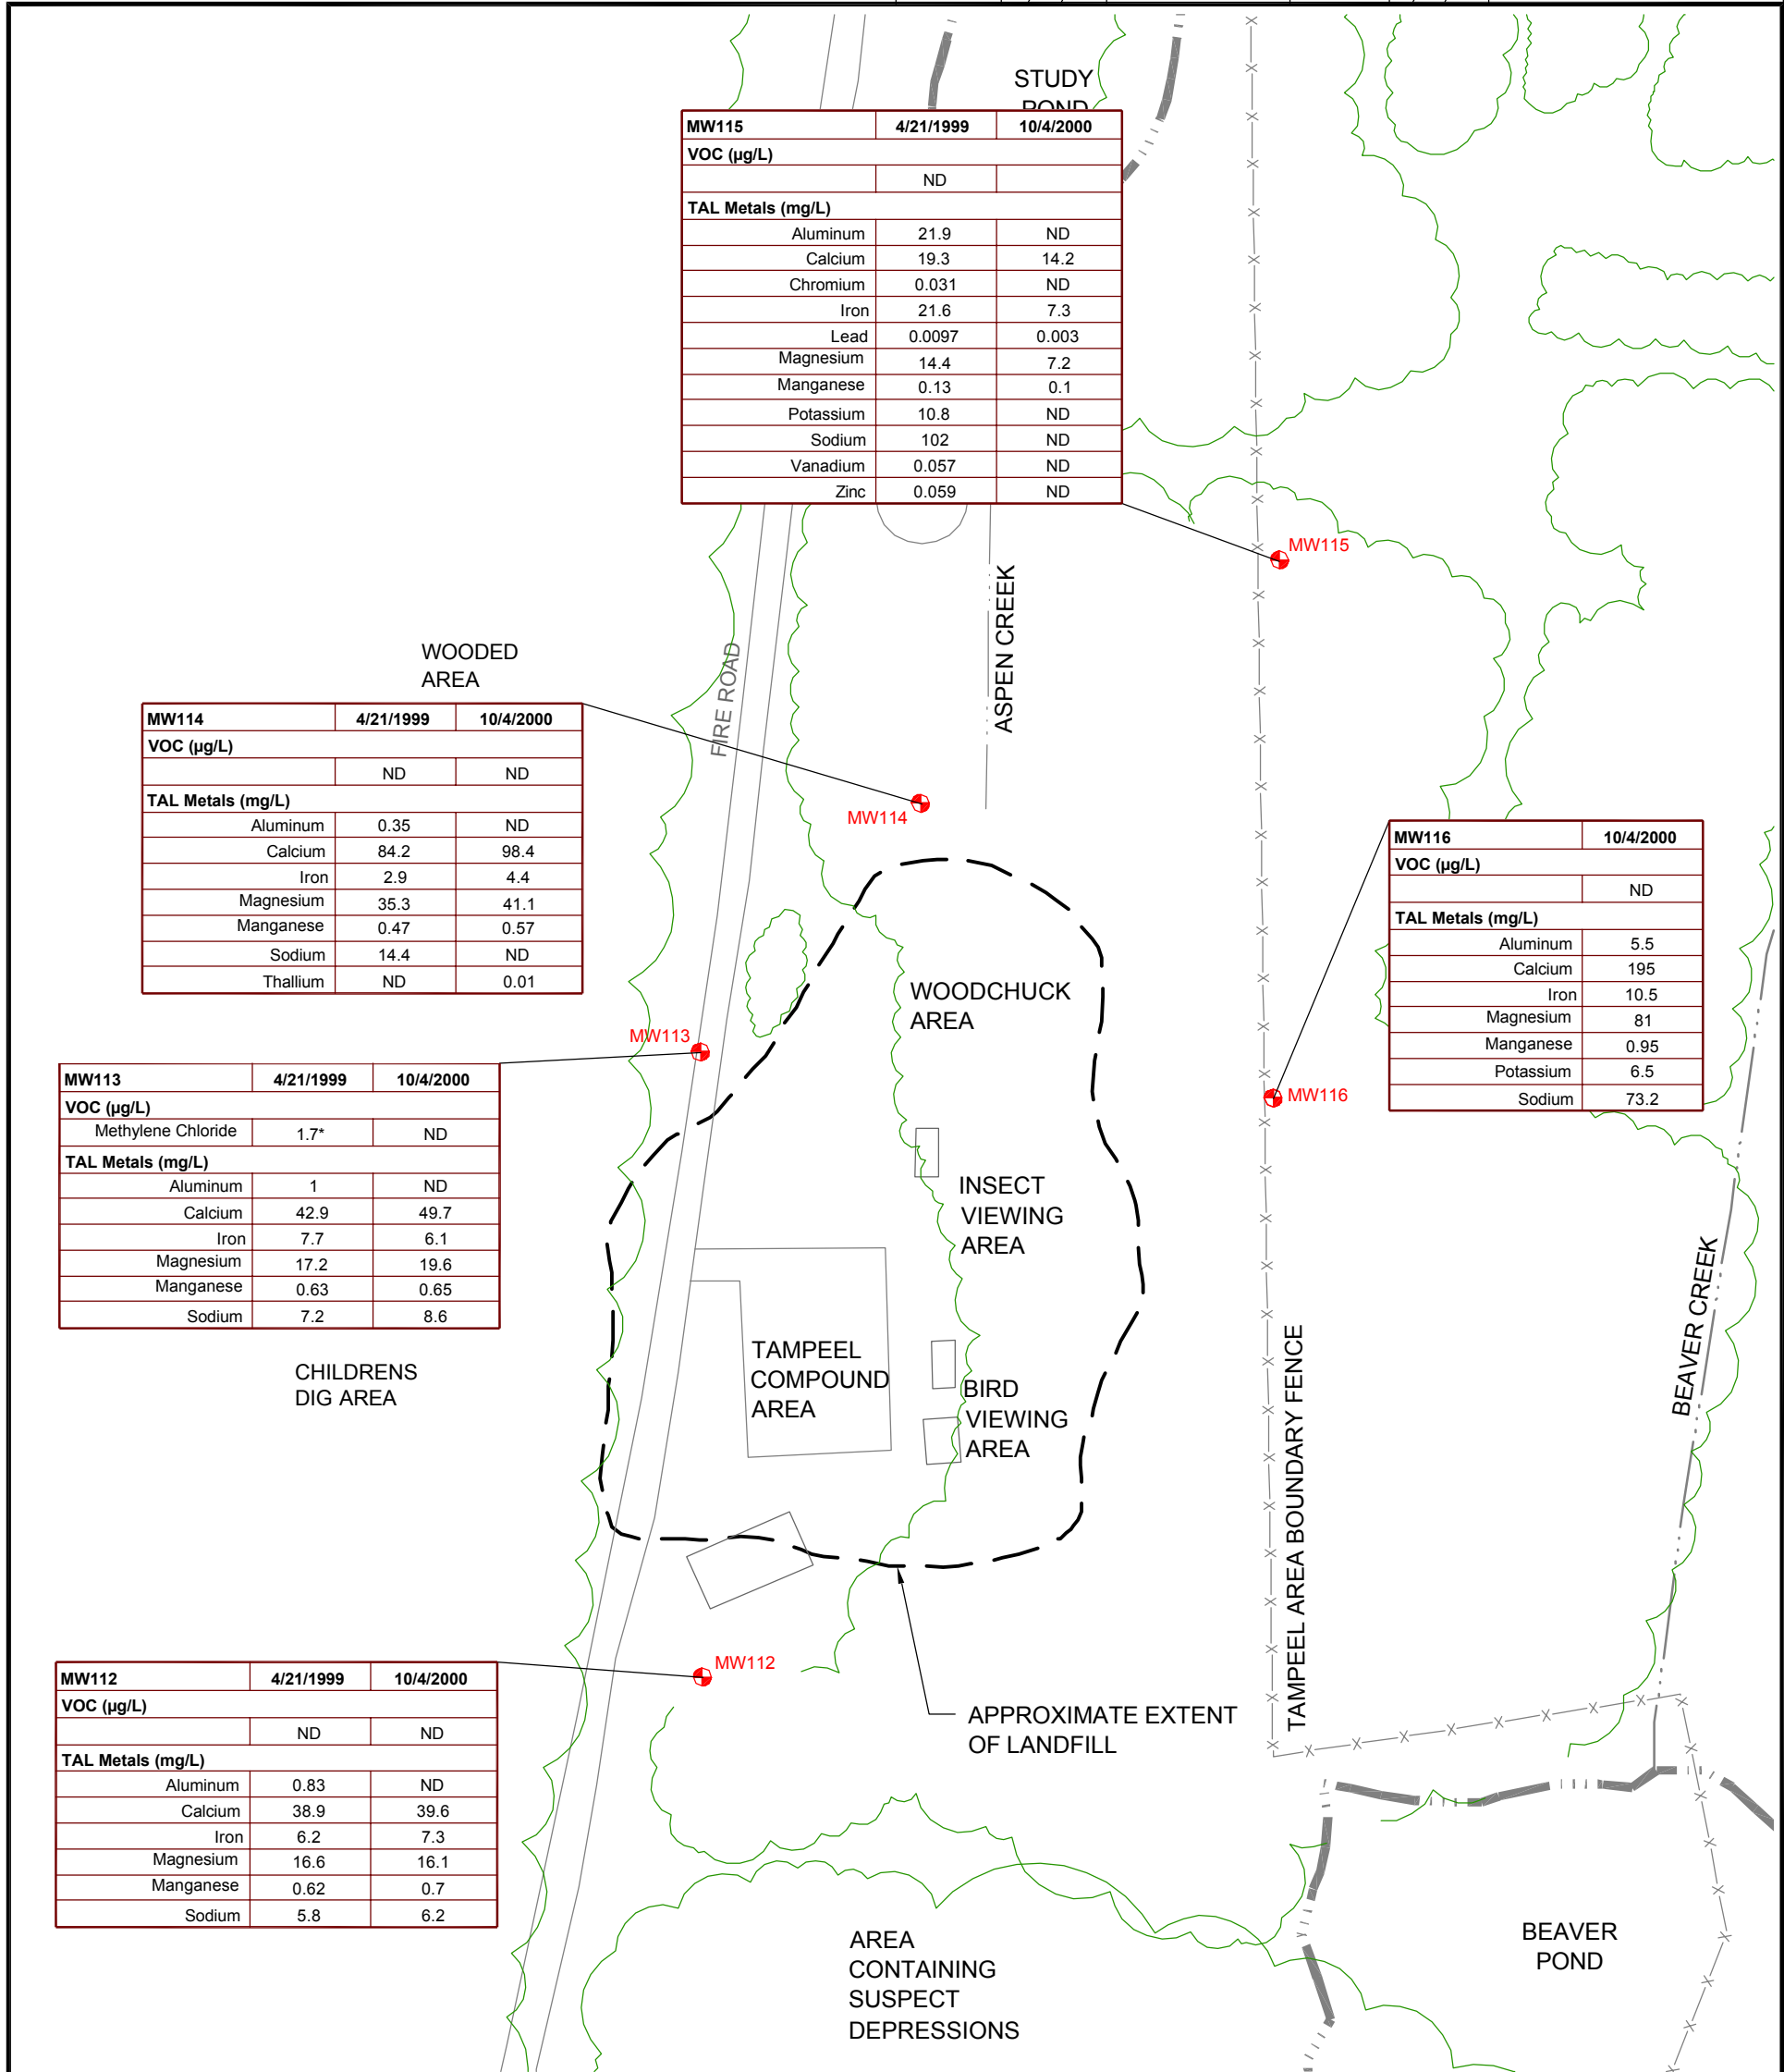 STUDY
POND
MW115 4/21/1999 10/4/2000
VOC (µg/L)
ND
TAL Metals (mg/L)
Aluminum 21.9 ND
Calcium 19.3 14.2
Chromium 0.031 ND
Iron 21.6 7.3
Lead 0.0097 0.003
Magnesium 14.4 7.2
Manganese 0.13 0.1
Potassium 10.8 ND
Sodium 102 ND
Vanadium 0.057 ND
Zinc 0.059 ND
MW115
ASPEN CREEK
WOODED
AREA
FIRE ROAD
MW114 4/21/1999 10/4/2000
VOC (µg/L)
ND ND
TAL Metals (mg/L)
Aluminum 0.35 ND
Calcium 84.2 98.4
Iron 2.9 4.4
Magnesium 35.3 41.1
Manganese 0.47 0.57
Sodium 14.4 ND
Thallium ND 0.01
MW114
MW116 10/4/2000
VOC (µg/L)
ND
TAL Metals (mg/L)
Aluminum 5.5
Calcium 195
Iron 10.5
Magnesium 81
Manganese 0.95
Potassium 6.5
Sodium 73.2
WOODCHUCK
AREA
MW113
MW116
MW113 4/21/1999 10/4/2000
VOC (µg/L)
Methylene Chloride 1.7* ND
TAL Metals (mg/L)
Aluminum 1 ND
Calcium 42.9 49.7
Iron 7.7 6.1
Magnesium 17.2 19.6
Manganese 0.63 0.65
Sodium 7.2 8.6
INSECT
VIEWING
AREA
BEAVER CREEK
TAMPEEL AREA BOUNDARY FENCE
TAMPEEL
COMPOUND
AREA
CHILDRENS
DIG AREA
BIRD
VIEWING
AREA
MW112
MW112 4/21/1999 10/4/2000
VOC (µg/L)
ND ND
TAL Metals (mg/L)
Aluminum 0.83 ND
Calcium 38.9 39.6
Iron 6.2 7.3
Magnesium 16.6 16.1
Manganese 0.62 0.7
Sodium 5.8 6.2
APPROXIMATE EXTENT
OF LANDFILL
AREA
CONTAINING
SUSPECT
DEPRESSIONS
BEAVER
POND